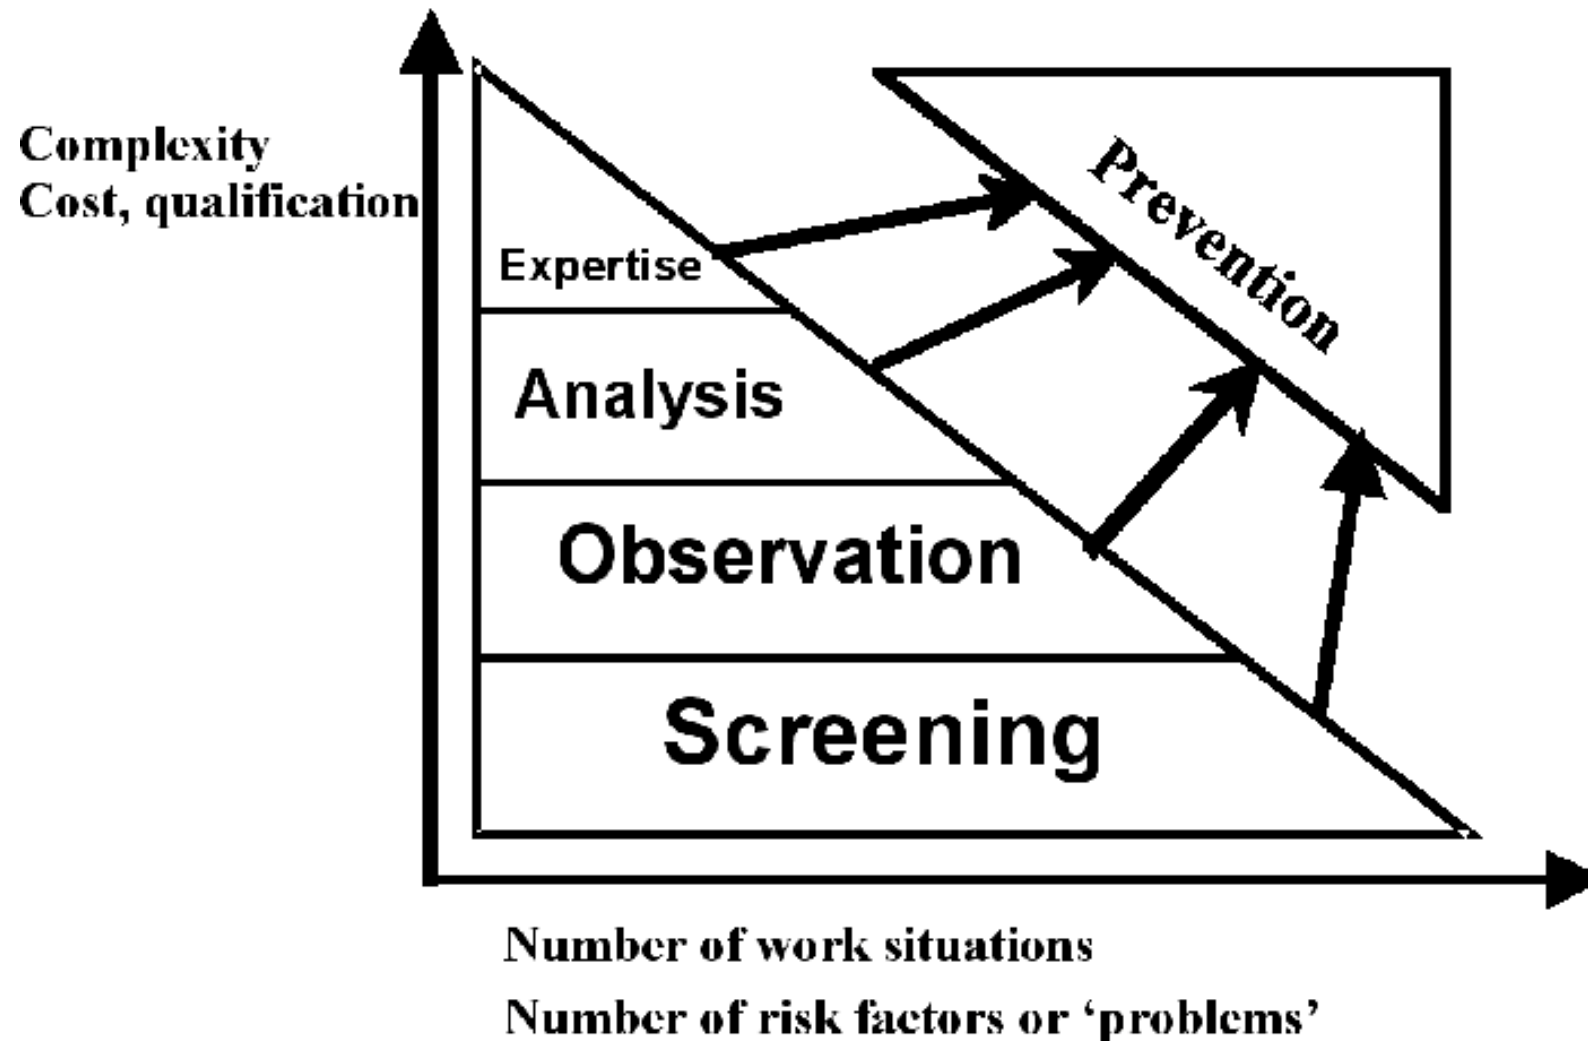 Complexity
Cost, qualification
Prevention
Expertise
Analysis
Observation
Screening
Number of work situations
Number of risk factors or ‘problems’